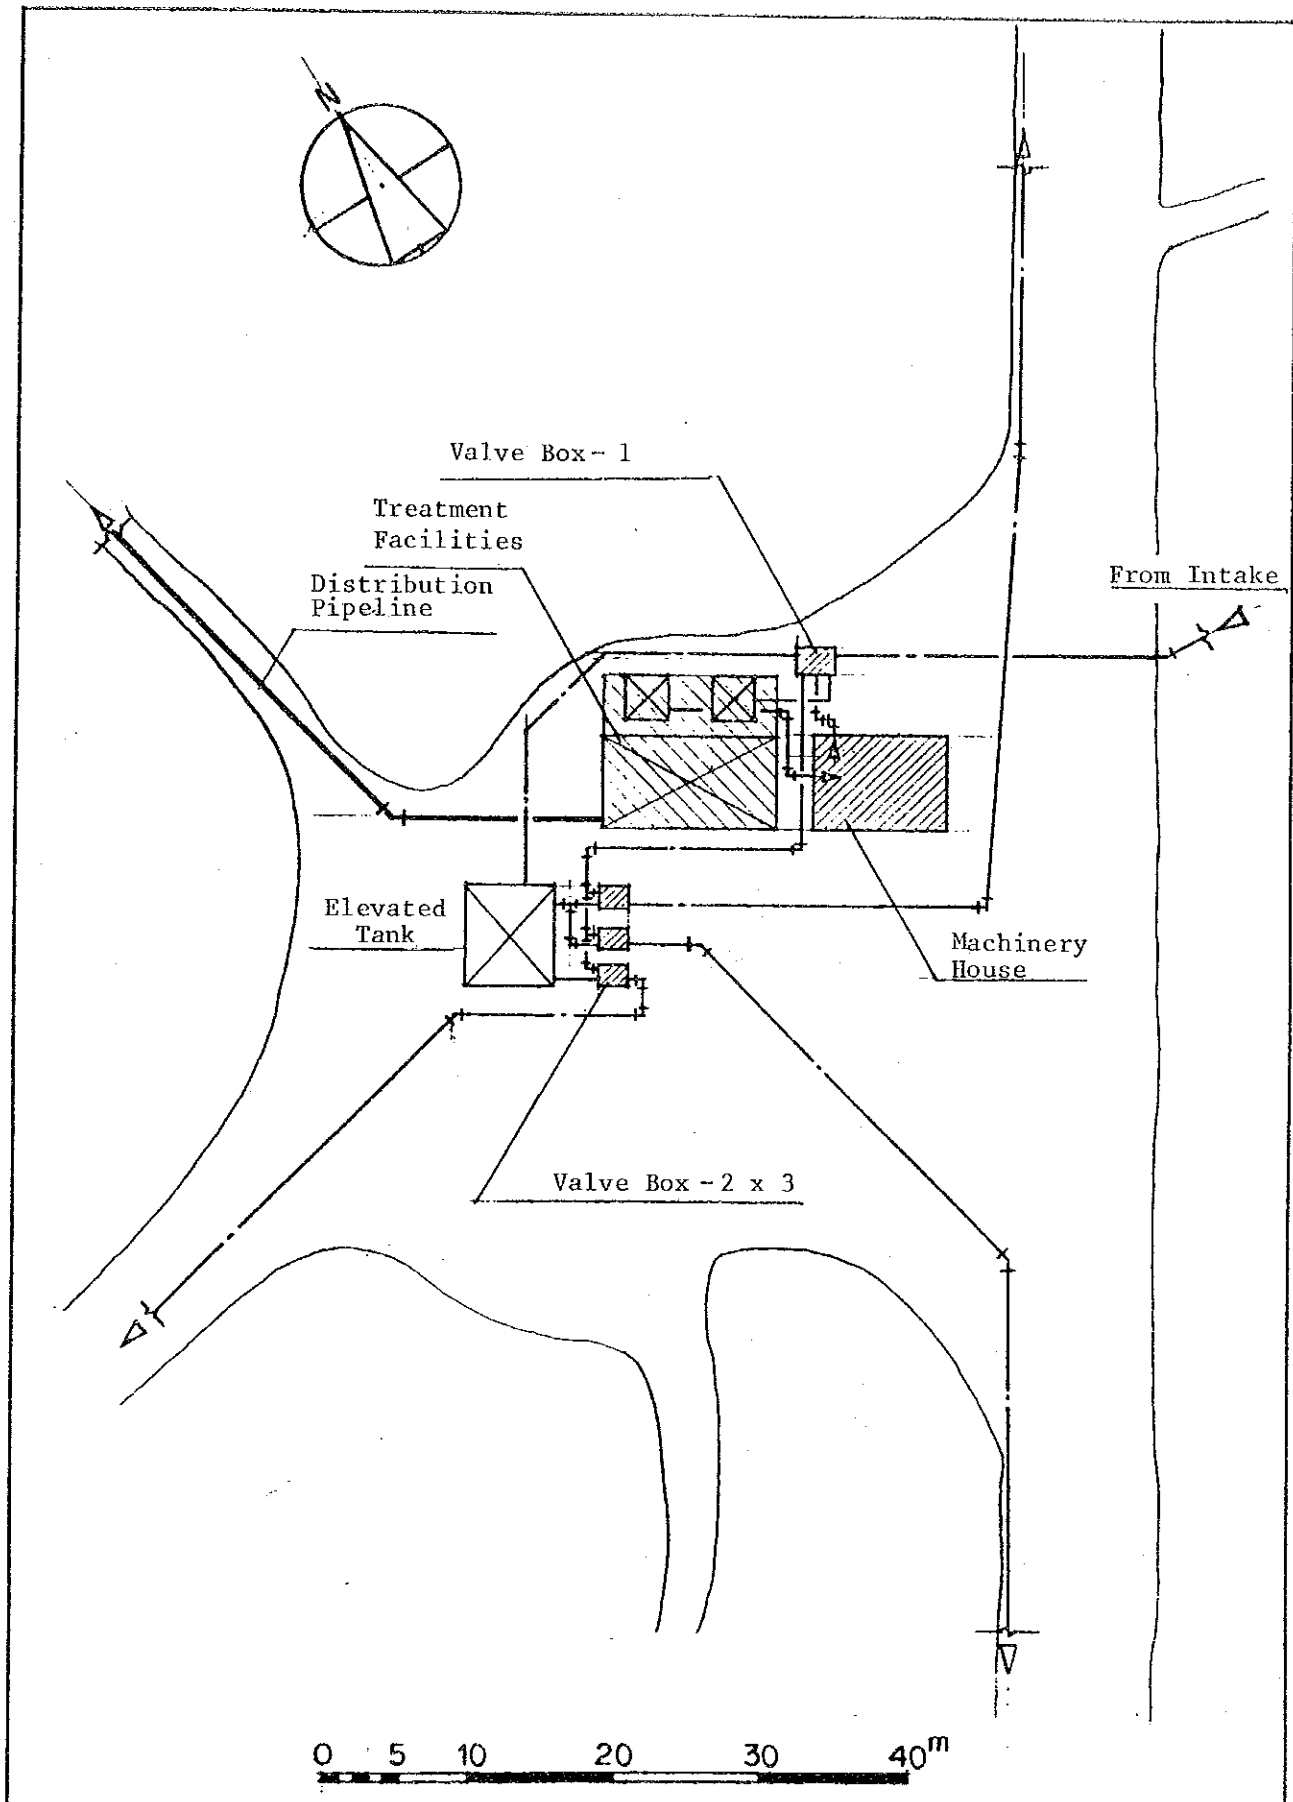 N
Valve Box - 1
Treatment
Facilities
Distribution
Pipeline
From Intake
Elevated
Tank
Machinery
House
Valve Box - 2 x 3
0 5 10 20 30 40m